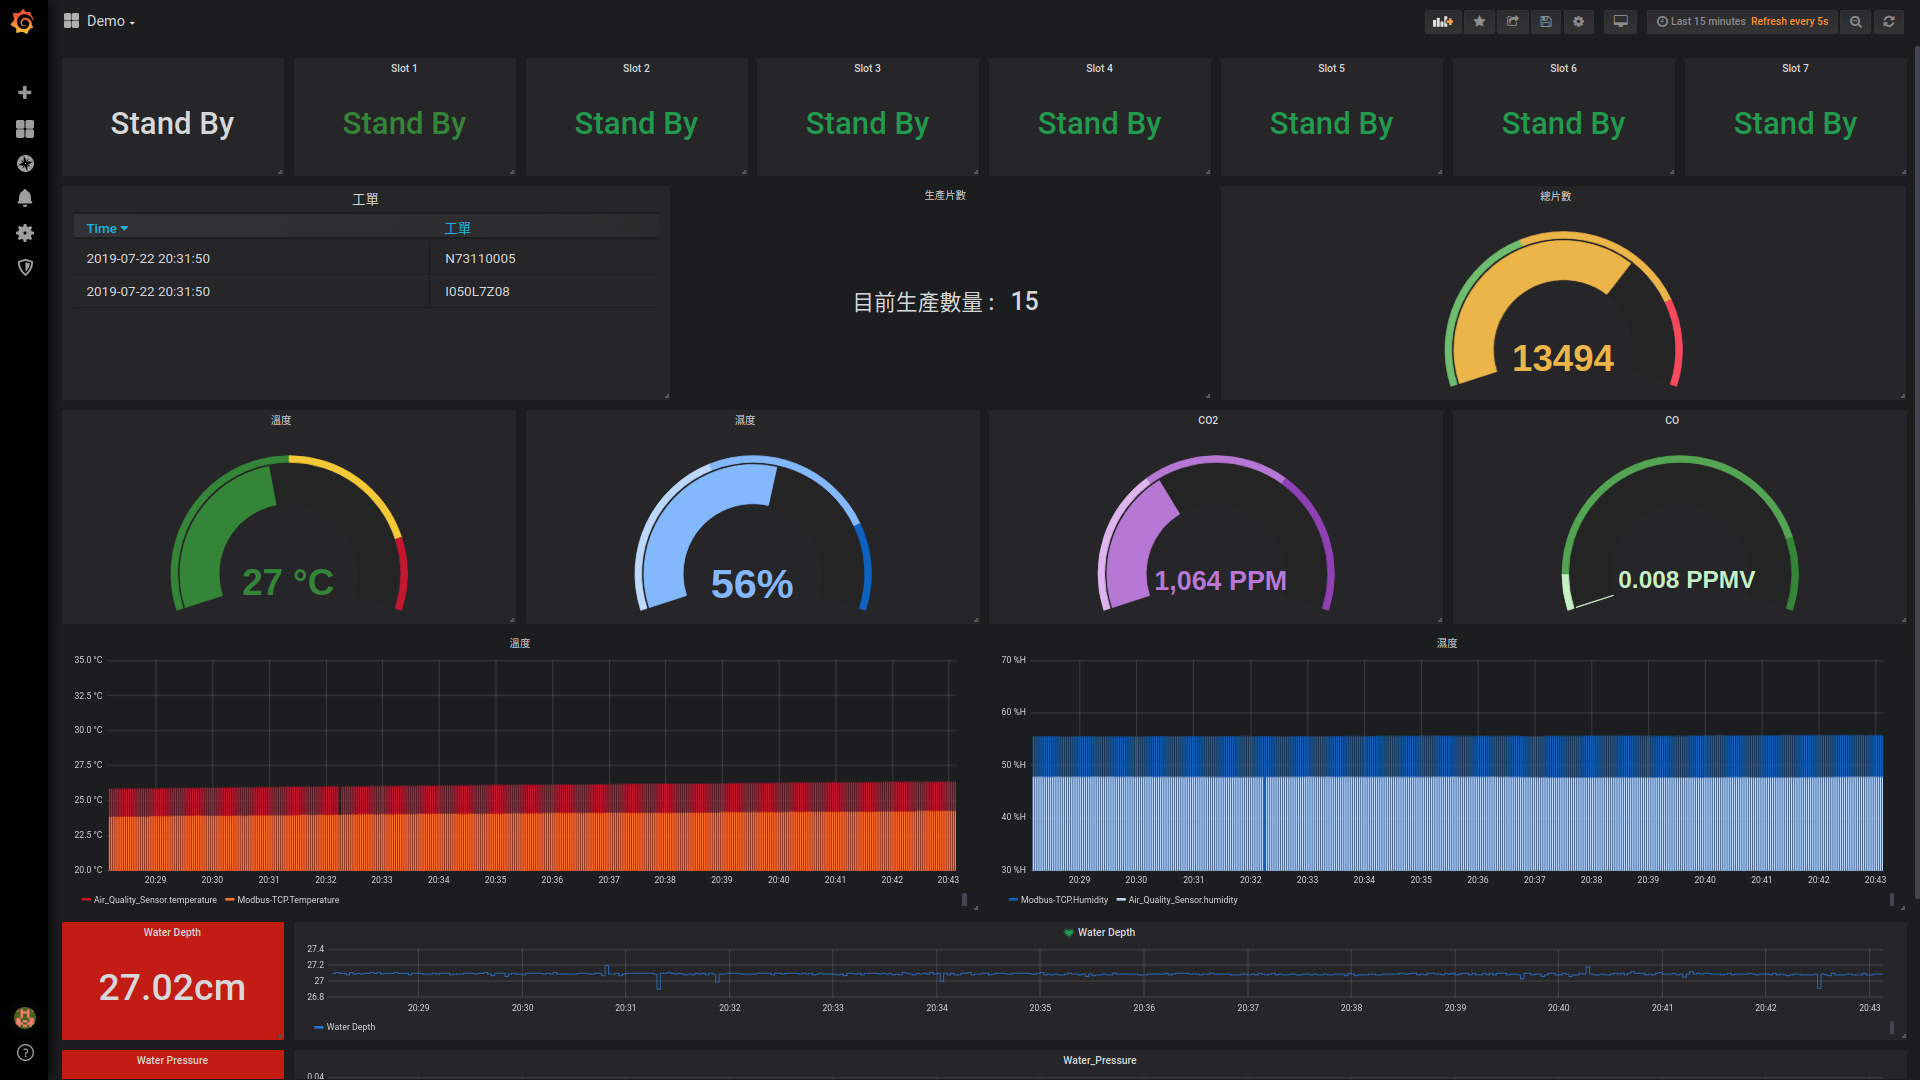 Demo
Last 15 minutes Refresh every 5s
Slot 1
Slot 2
Slot 3
Slot 4
Slot 5
Slot 6
Slot 7
Stand By
Stand By
Stand By
Stand By
Stand By
Stand By
Stand By
Stand By
工單
Time 工單
2019-07-22 20:31:50 N73110005
2019-07-22 20:31:50 I050L7Z08
生產片數
目前生產數量： 15
總片數
13494
溫度
27 °C
濕度
56%
CO2
1,064 PPM
CO
0.008 PPMV
溫度
35.0 °C
32.5 °C
30.0 °C
27.5 °C
25.0 °C
22.5 °C
20.0 °C
20:29 20:30 20:31 20:32 20:33 20:34 20:35 20:36 20:37 20:38 20:39 20:40 20:41 20:42 20:43
Air_Quality_Sensor.temperature Modbus-TCP.Temperature
濕度
70 %H
60 %H
50 %H
40 %H
30 %H
20:29 20:30 20:31 20:32 20:33 20:34 20:35 20:36 20:37 20:38 20:39 20:40 20:41 20:42 20:43
Modbus-TCP.Humidity Air_Quality_Sensor.humidity
Water Depth
27.02cm
Water Depth
27.4
27.2
27
26.8
20:29 20:30 20:31 20:32 20:33 20:34 20:35 20:36 20:37 20:38 20:39 20:40 20:41 20:42 20:43
Water Depth
Water Pressure
Water_Pressure
0.04